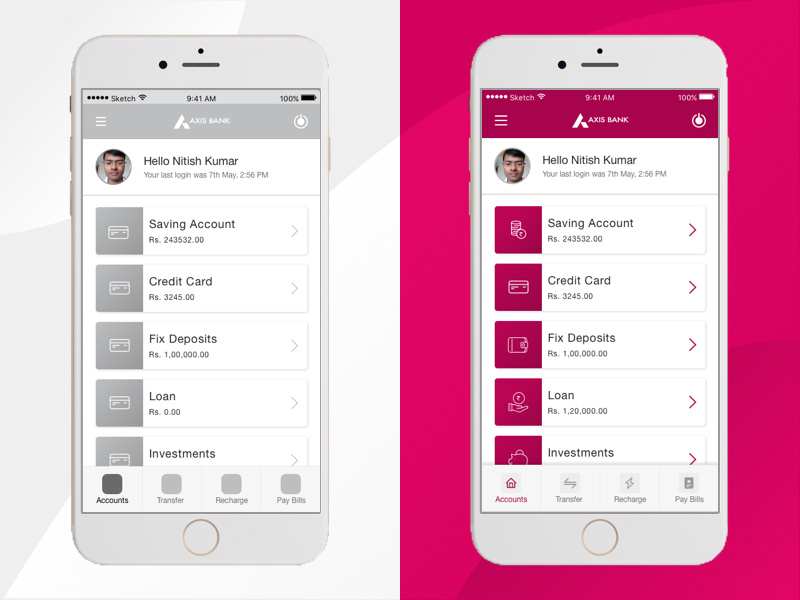 Sketch 9:41 AM 100%
AXIS BANK
Hello Nitish Kumar
Your last login was 7th May, 2:56 PM
Saving Account
Rs. 243532.00
Credit Card
Rs. 3245.00
Fix Deposits
Rs. 1,00,000.00
Loan
Rs. 0.00
Investments
Accounts Transfer Recharge Pay Bills
Sketch 9:41 AM 100%
AXIS BANK
Hello Nitish Kumar
Your last login was 7th May, 2:56 PM
Saving Account
Rs. 243532.00
Credit Card
Rs. 3245.00
Fix Deposits
Rs. 1,00,000.00
Loan
Rs. 1,20,000.00
Investments
Accounts Transfer Recharge Pay Bills